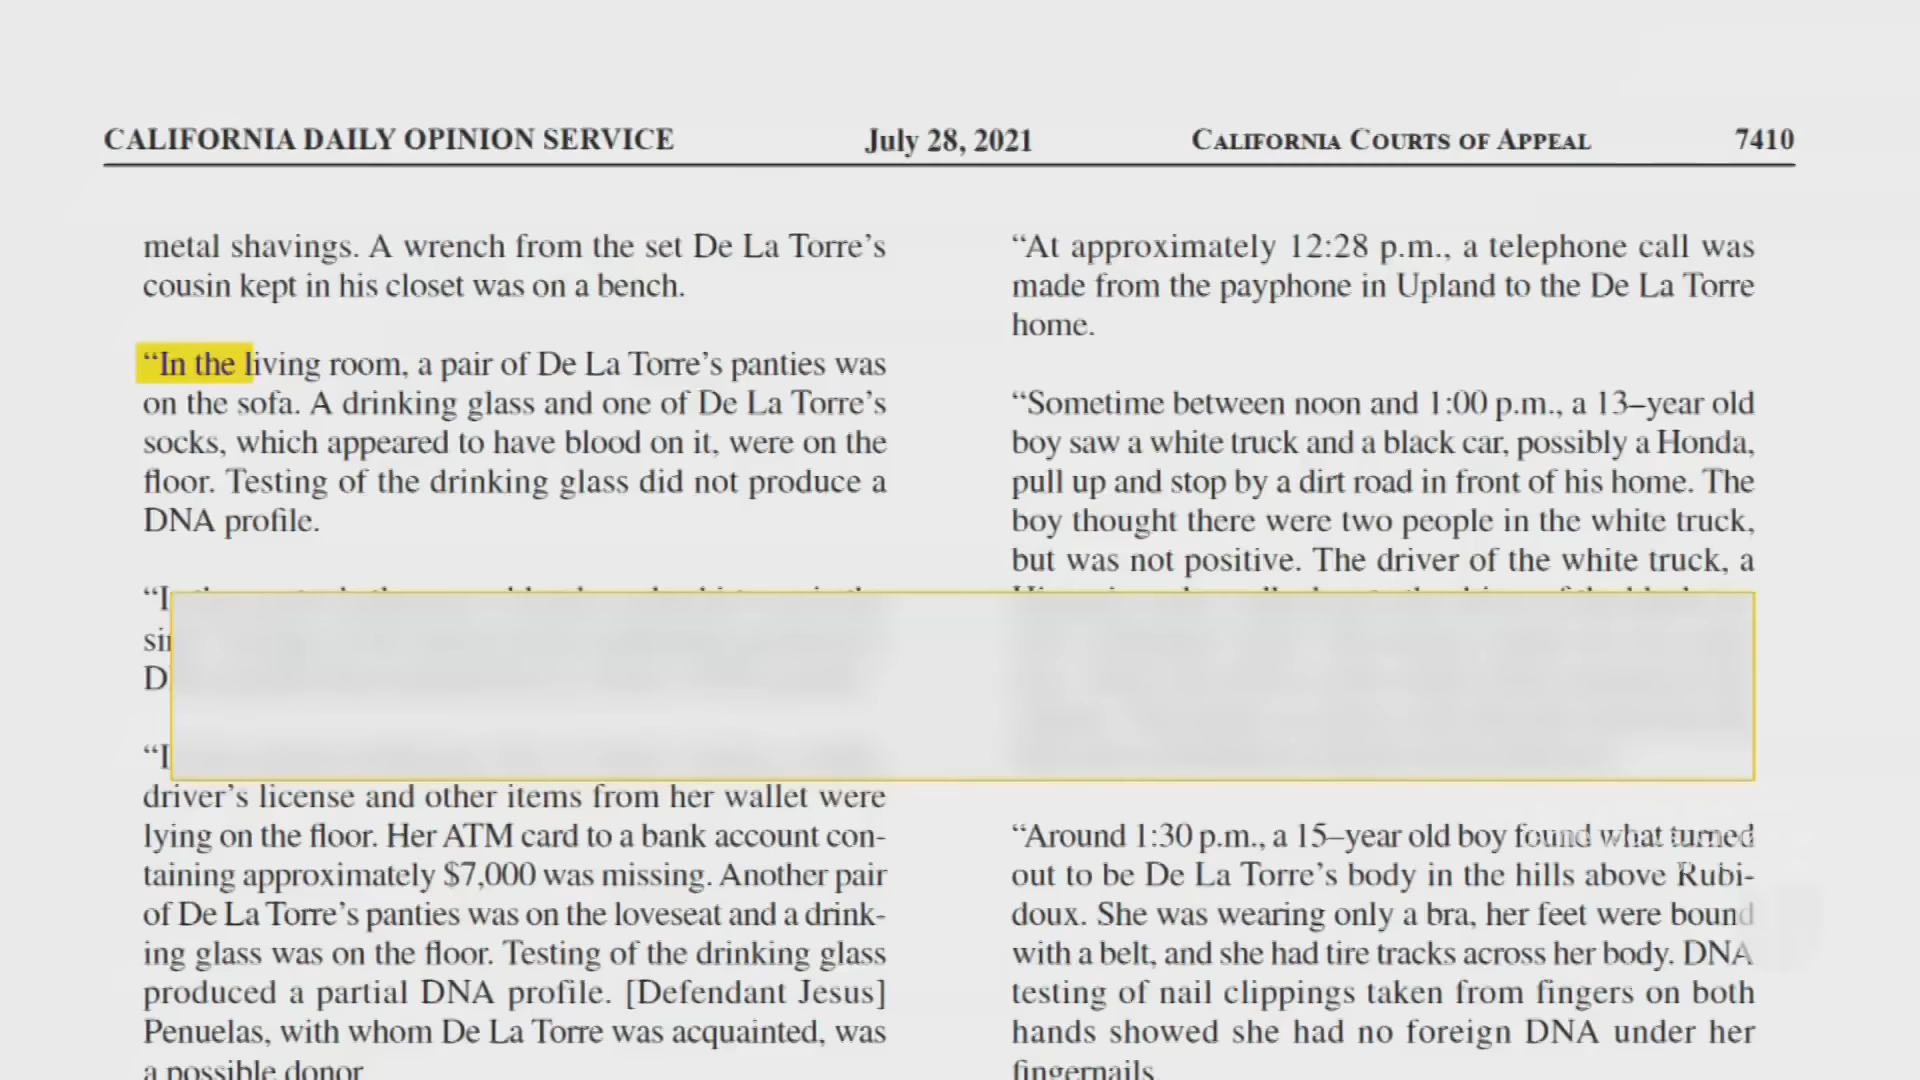 CALIFORNIA DAILY OPINION SERVICE July 28, 2021 CALIFORNIA COURTS OF APPEAL 7410
metal shavings. A wrench from the set De La Torre’s
cousin kept in his closet was on a bench.
“In the living room, a pair of De La Torre’s panties was
on the sofa. A drinking glass and one of De La Torre’s
socks, which appeared to have blood on it, were on the
floor. Testing of the drinking glass did not produce a
DNA profile.
driver’s license and other items from her wallet were
lying on the floor. Her ATM card to a bank account con-
taining approximately $7,000 was missing. Another pair
of De La Torre’s panties was on the loveseat and a drink-
ing glass was on the floor. Testing of the drinking glass
produced a partial DNA profile. [Defendant Jesus]
Penuelas, with whom De La Torre was acquainted, was
a possible donor
“At approximately 12:28 p.m., a telephone call was
made from the payphone in Upland to the De La Torre
home.
“Sometime between noon and 1:00 p.m., a 13–year old
boy saw a white truck and a black car, possibly a Honda,
pull up and stop by a dirt road in front of his home. The
boy thought there were two people in the white truck,
but was not positive. The driver of the white truck, a
“Around 1:30 p.m., a 15–year old boy found what turned
out to be De La Torre’s body in the hills above Rubi-
doux. She was wearing only a bra, her feet were bound
with a belt, and she had tire tracks across her body. DNA
testing of nail clippings taken from fingers on both
hands showed she had no foreign DNA under her
fingernails